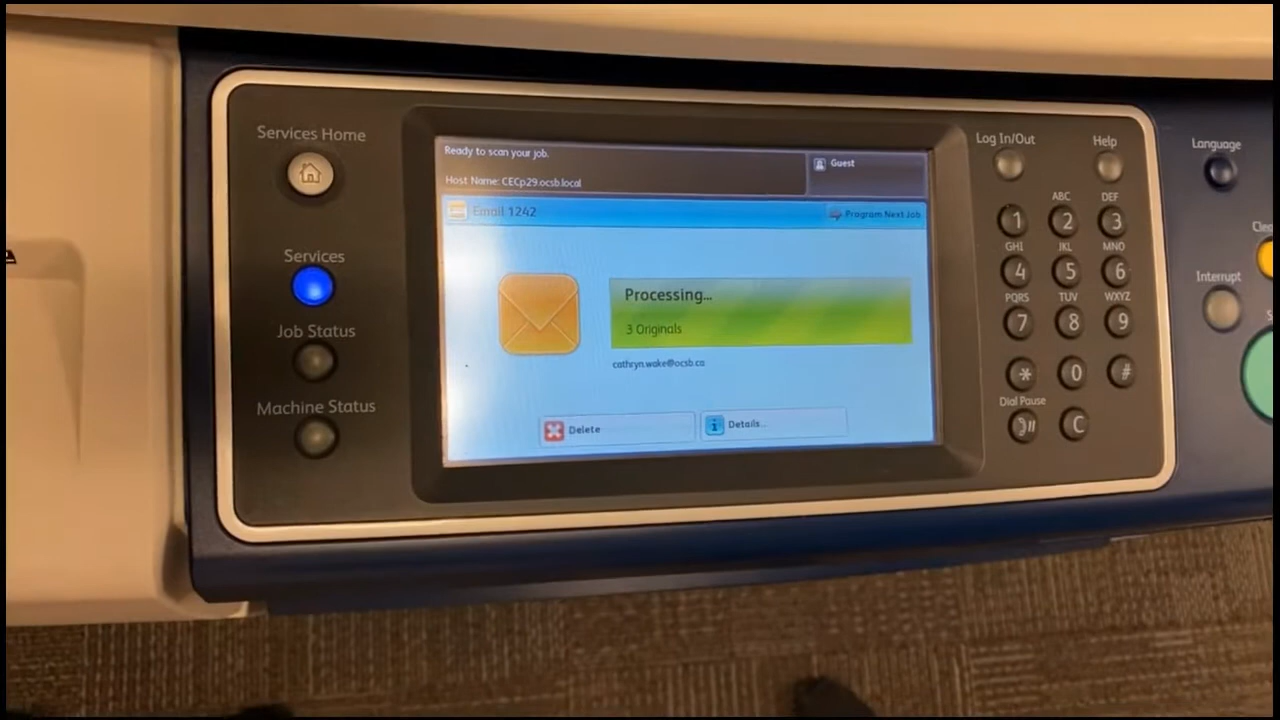 Services Home
Services
Job Status
Machine Status
Ready to scan your job.
Host Name: CECp29.ocsb.local
Guest
Email 1242
Program Next Job
Processing...
3 Originals
cathryn.wake@ocsb.ca
Delete
Details...
Log In/Out
Help
ABC
DEF
1
2
3
GHI
JKL
MNO
4
5
6
PQRS
TUV
WXYZ
7
8
9
*
0
#
Dial Pause
C
Language
Interrupt